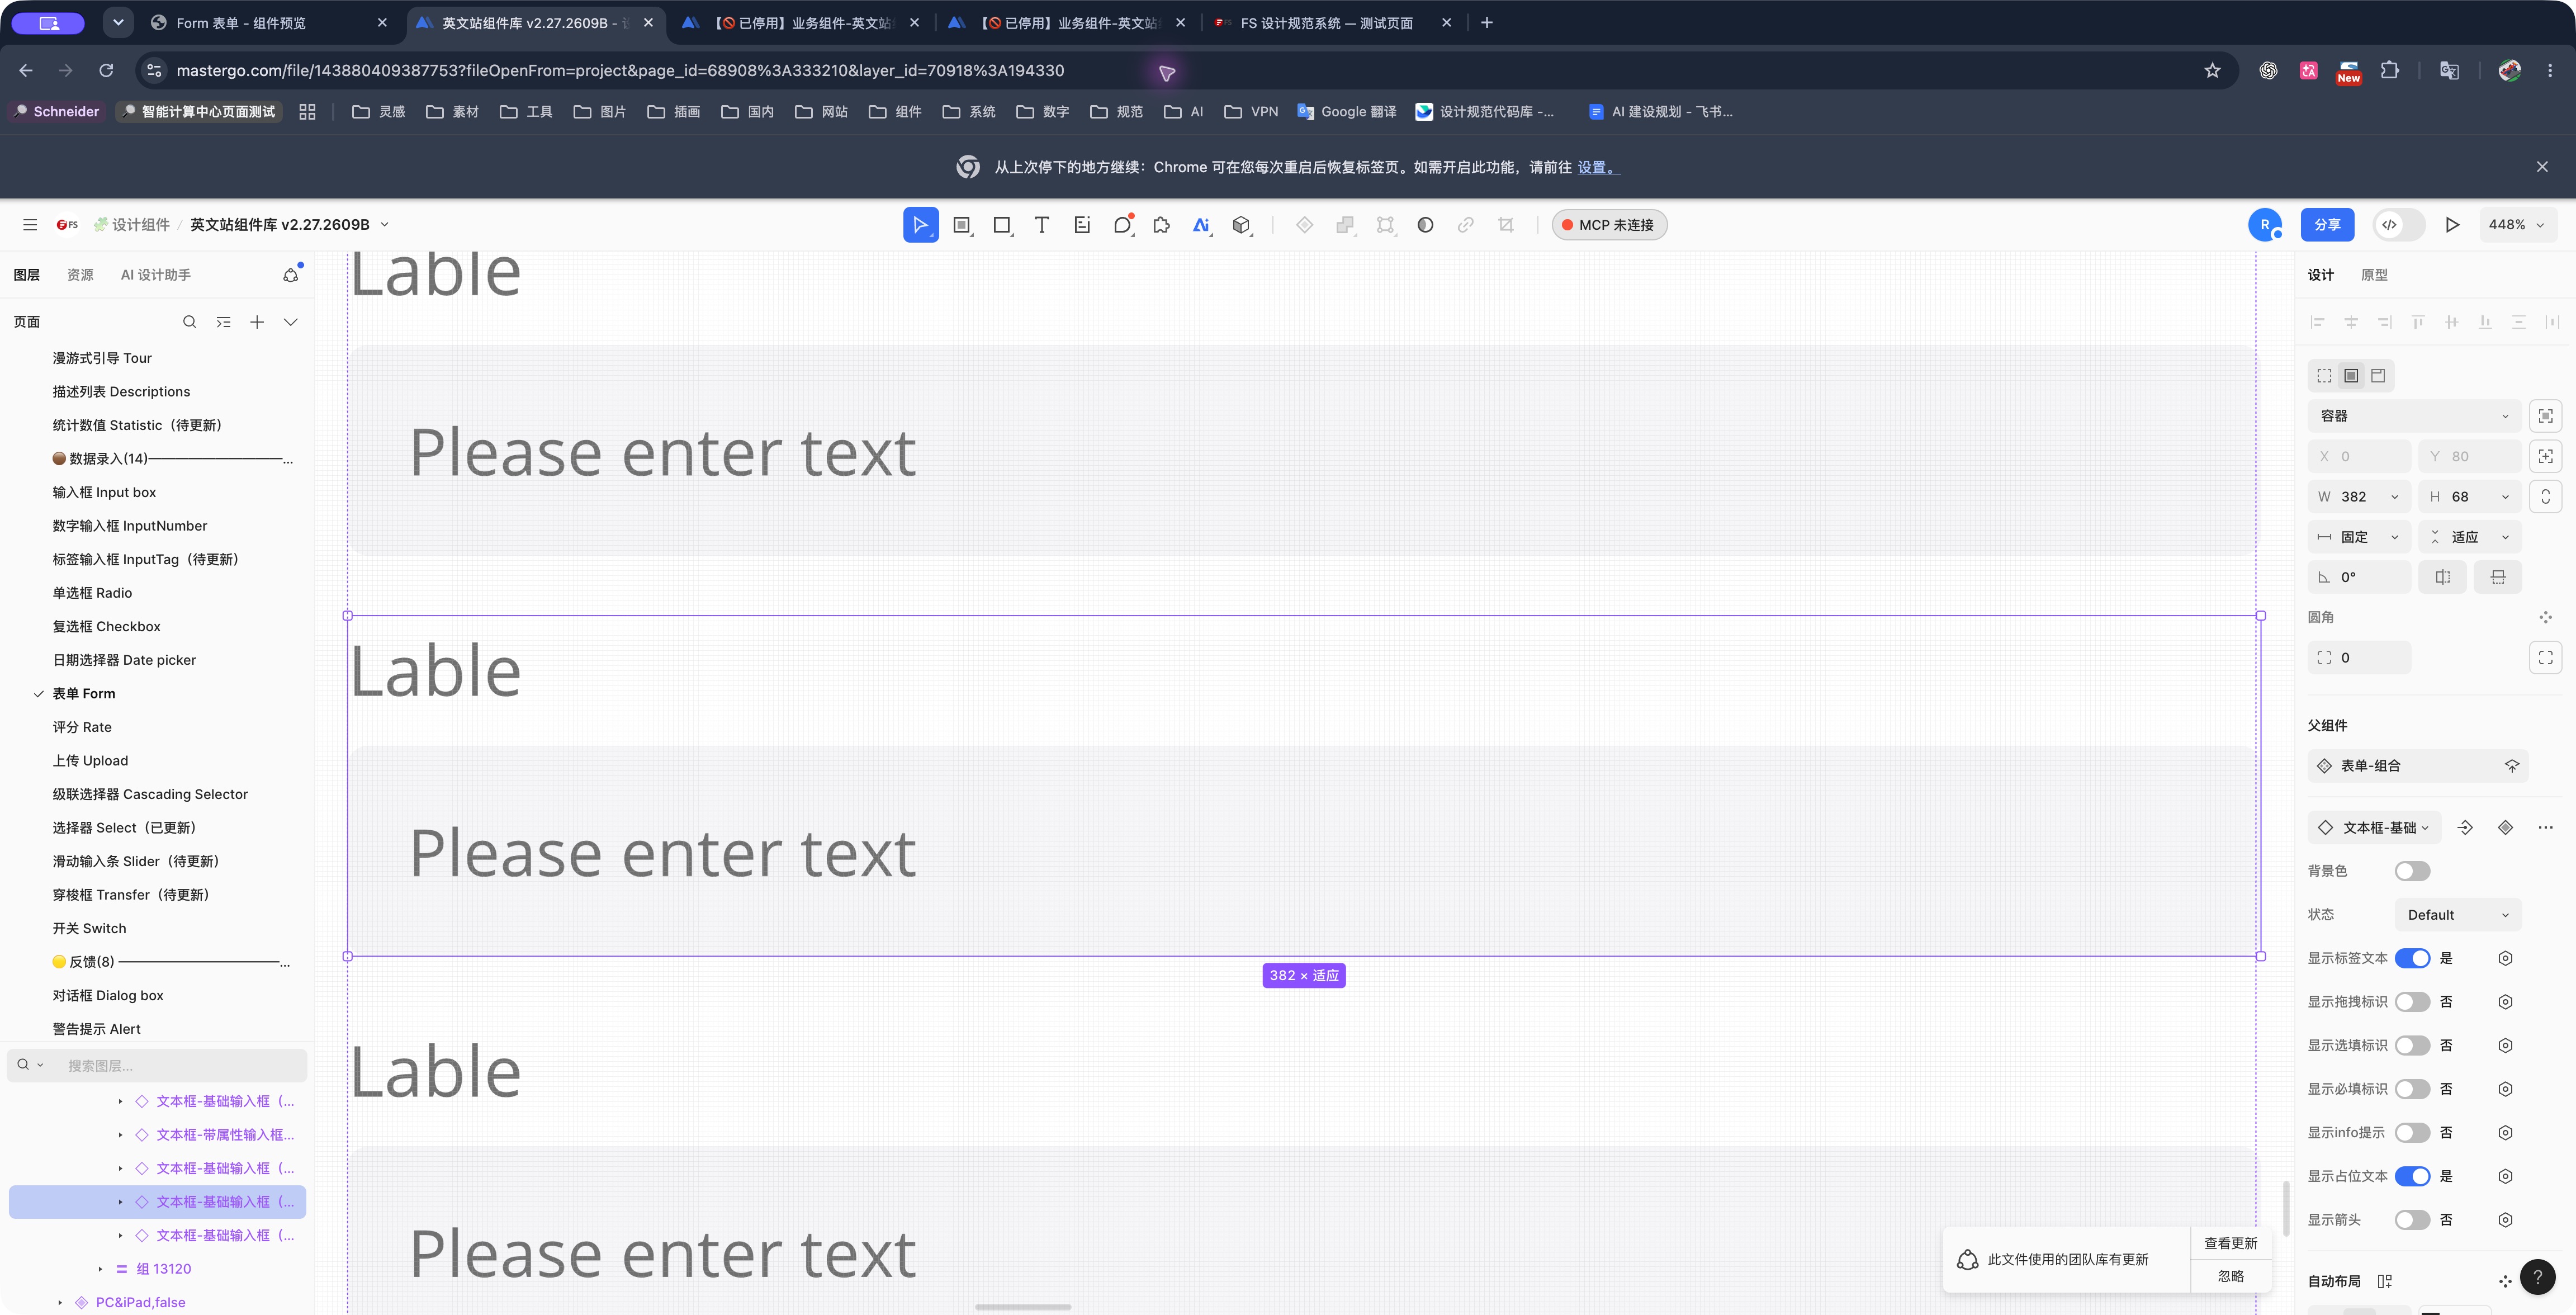 Form 表单 - 组件预览
英文站组件库 v2.27.2609B -
【🚫 已停用】业务组件-英文站
【🚫 已停用】业务组件-英文站
FS 设计规范系统 — 测试页面
mastergo.com/file/143880409387753?fileOpenFrom=project&page_id=68908%3A333210&layer_id=70918%3A194330
New
Schneider
智能计算中心页面测试
灵感
素材
工具
图片
插画
国内
网站
组件
系统
数字
规范
AI
VPN
Google 翻译
设计规范代码库 -...
AI 建设规划 - 飞书...
从上次停下的地方继续：Chrome 可在您每次重启后恢复标签页。如需开启此功能，请前往 设置。
FS
设计组件 / 英文站组件库 v2.27.2609B
MCP 未连接
R
分享
448%
图层
资源
AI 设计助手
页面
漫游式引导 Tour
描述列表 Descriptions
统计数值 Statistic（待更新）
数据录入(14)————————...
输入框 Input box
数字输入框 InputNumber
标签输入框 InputTag（待更新）
单选框 Radio
复选框 Checkbox
日期选择器 Date picker
表单 Form
评分 Rate
上传 Upload
级联选择器 Cascading Selector
选择器 Select（已更新）
滑动输入条 Slider（待更新）
穿梭框 Transfer（待更新）
开关 Switch
反馈(8) ——————————...
对话框 Dialog box
警告提示 Alert
搜索图层...
文本框-基础输入框（...
文本框-带属性输入框...
文本框-基础输入框（...
文本框-基础输入框（...
文本框-基础输入框（...
组 13120
PC&iPad,false
Lable
Please enter text
Lable
Please enter text
382 × 适应
Lable
Please enter text
此文件使用的团队库有更新
查看更新
忽略
设计
原型
容器
X 0
Y 80
W 382
H 68
固定
适应
0°
圆角
0
父组件
表单-组合
文本框-基础
背景色
状态
Default
显示标签文本
是
显示拖拽标识
否
显示选填标识
否
显示必填标识
否
显示info提示
否
显示占位文本
是
显示箭头
否
自动布局
?